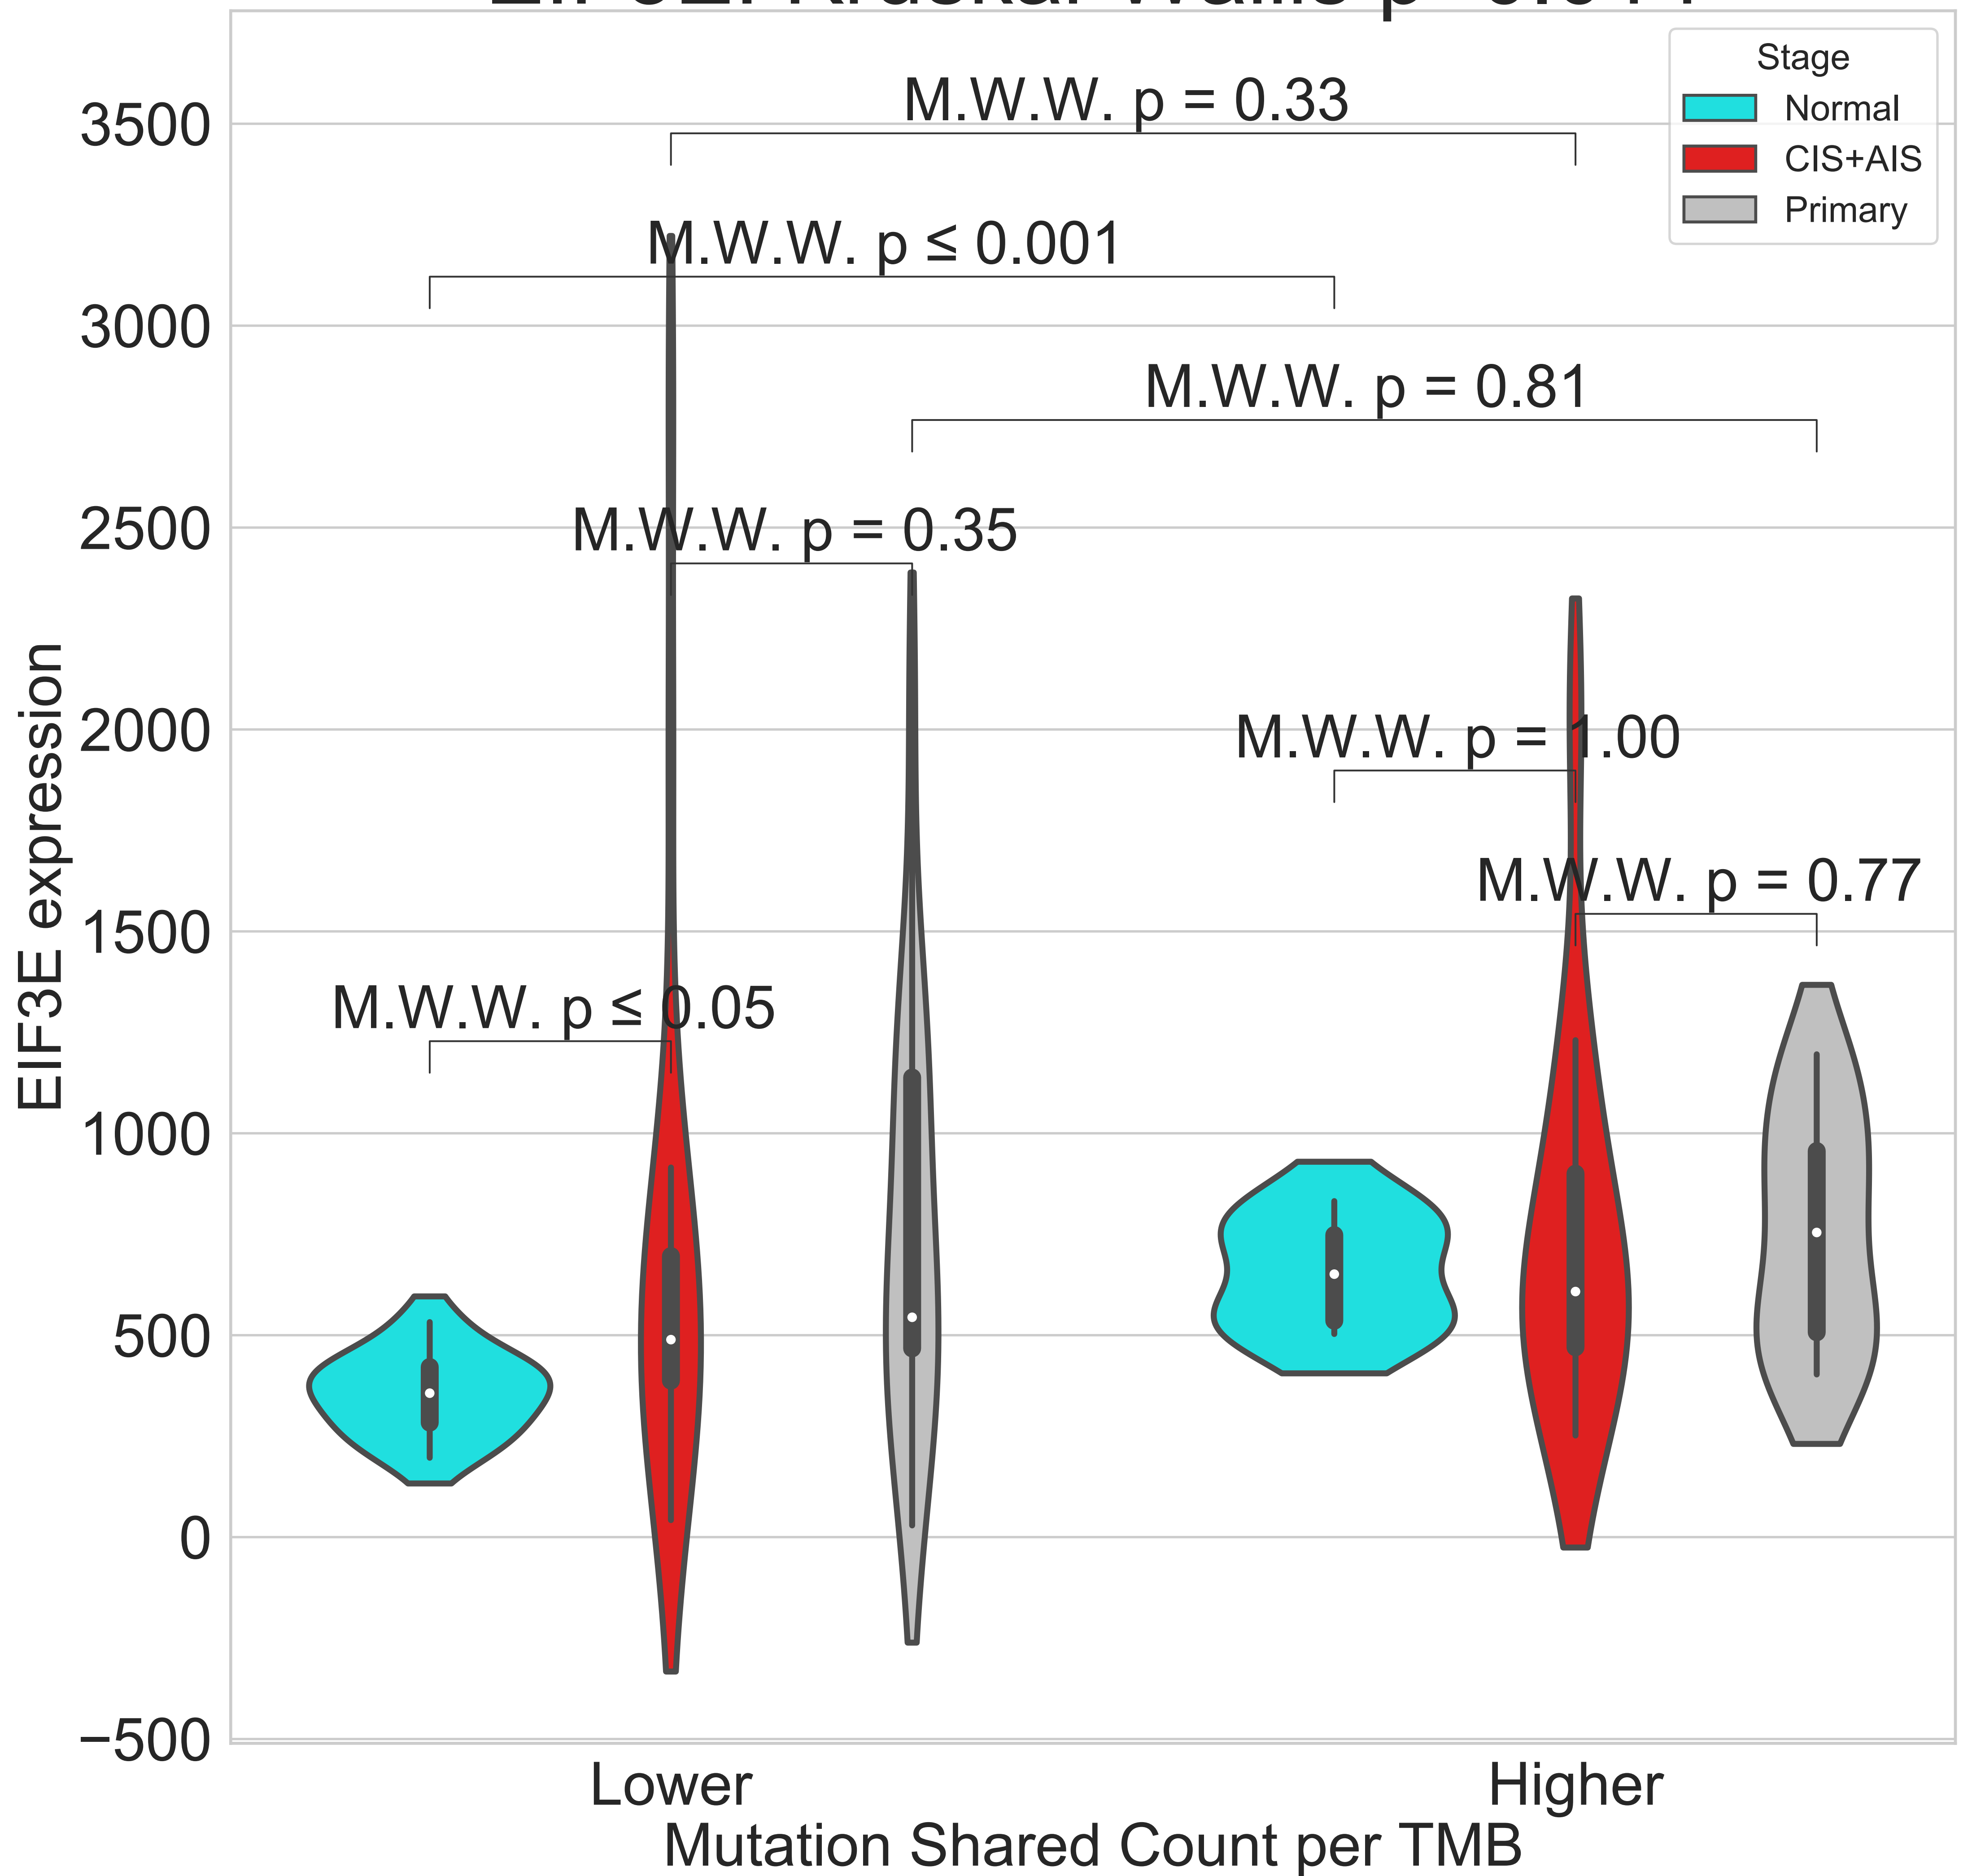 Stage
Normal
CIS+AIS
Primary
M.W.W. p = 0.33
M.W.W. p ≤ 0.001
M.W.W. p = 0.81
M.W.W. p = 0.35
M.W.W. p = 1.00
M.W.W. p = 0.77
M.W.W. p ≤ 0.05
3500
3000
2500
2000
1500
1000
500
0
−500
EIF3E expression
Lower
Higher
Mutation Shared Count per TMB